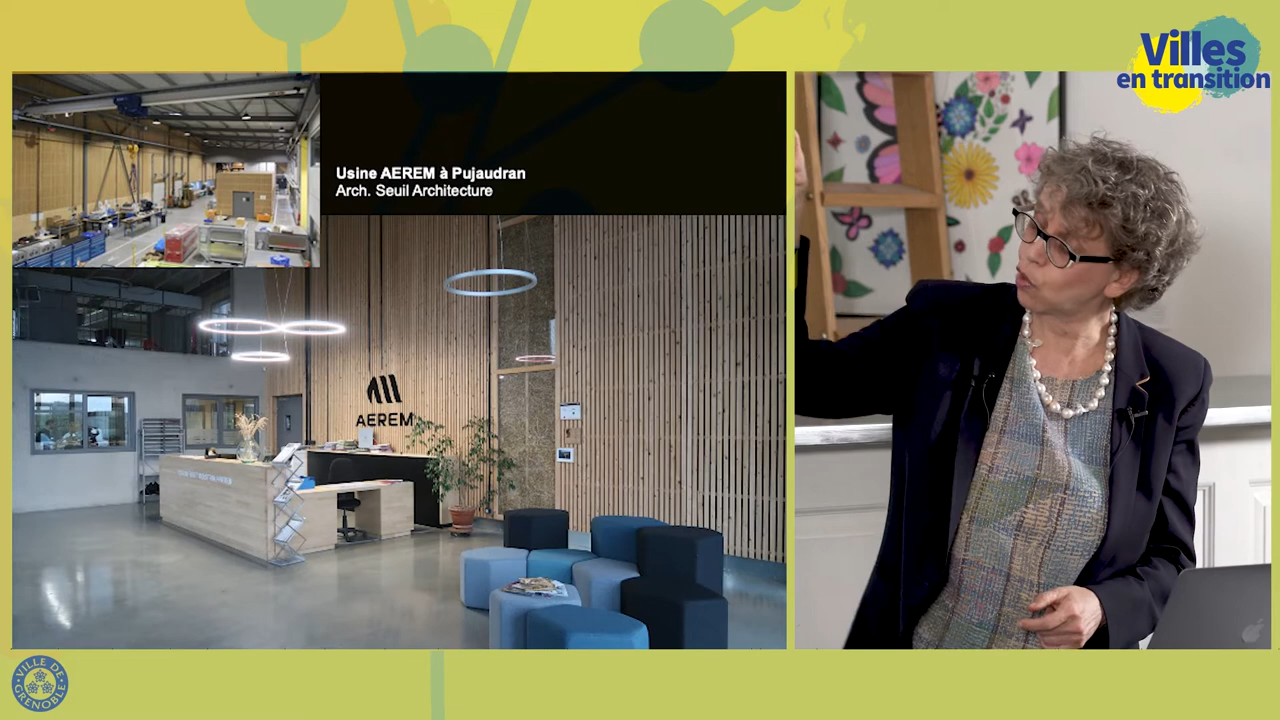 Villes
en transition
Usine AEREM à Pujaudran
Arch. Seuil Architecture
AEREM
VILLE DE
GRENOBLE